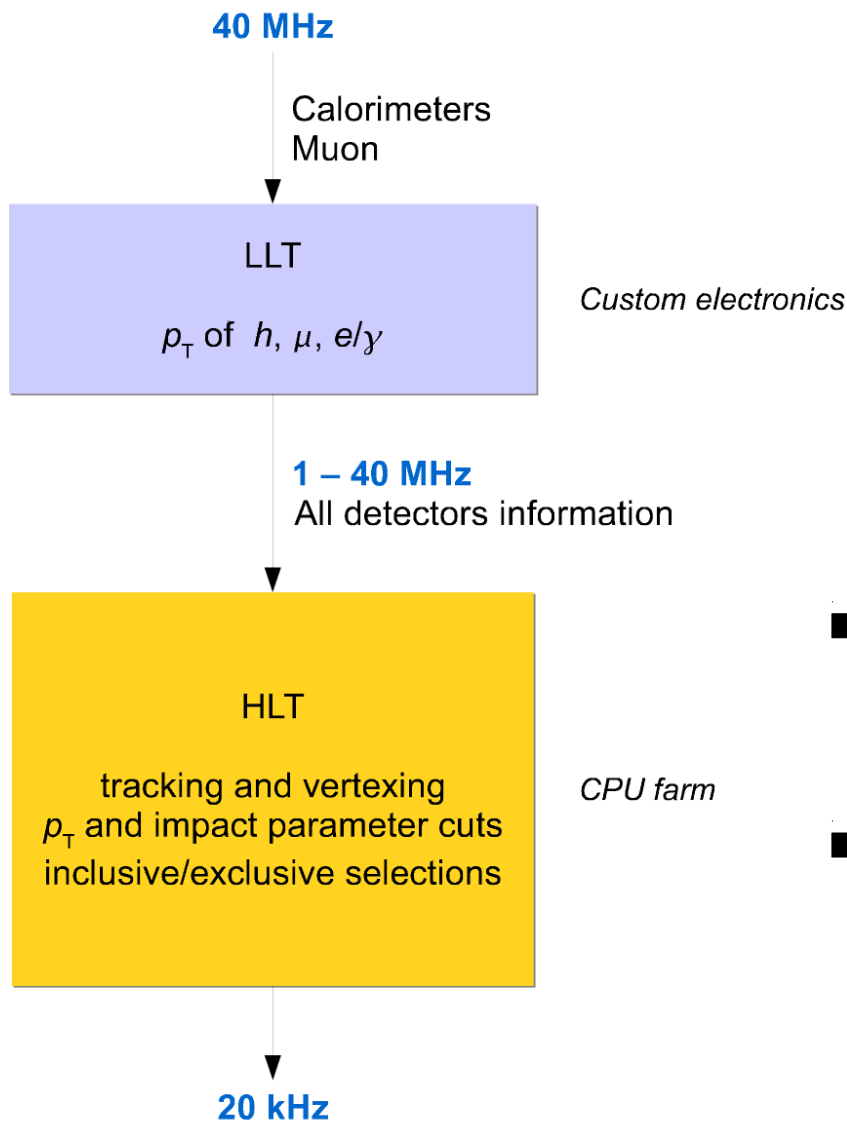 40 MHz
Calorimeters
Muon
LLT
pT of h, μ, e/γ
Custom electronics
1 – 40 MHz
All detectors information
HLT
tracking and vertexing
pT and impact parameter cuts
inclusive/exclusive selections
CPU farm
20 kHz